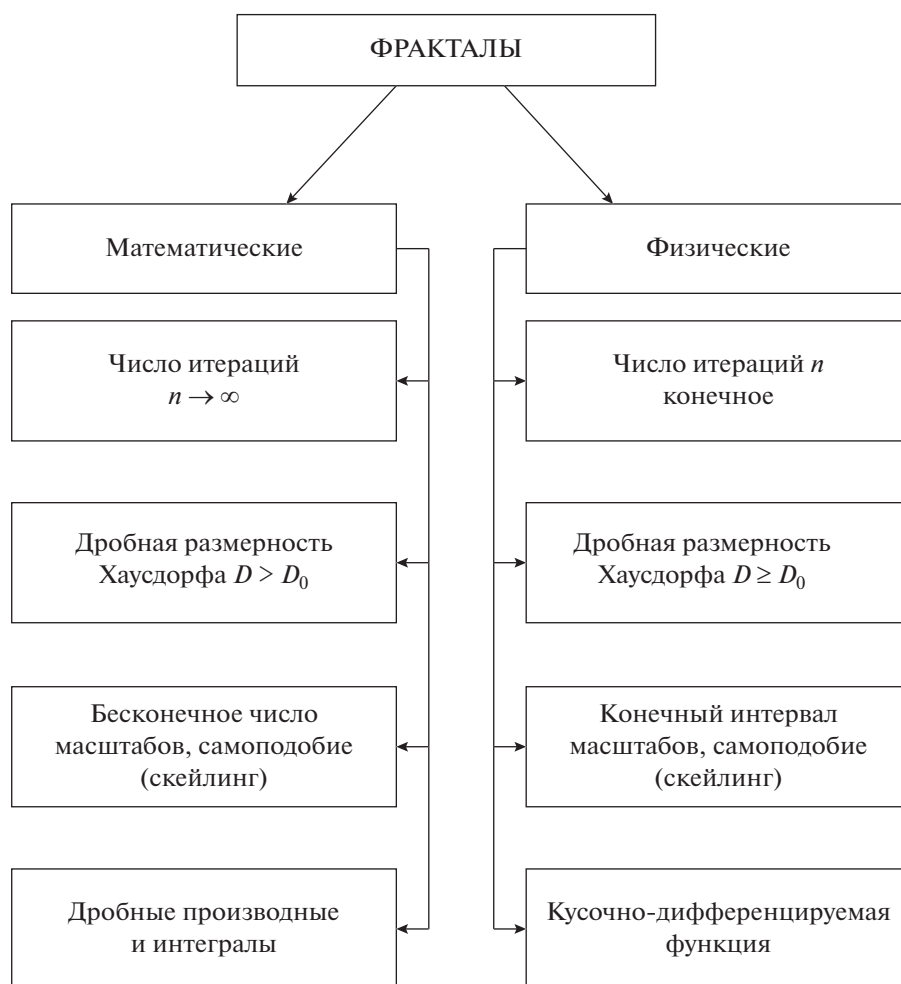 ФРАКТАЛЫ
Математические
Физические
Число итераций
n → ∞
Число итераций n
конечное
Дробная размерность
Хаусдорфа D > D₀
Дробная размерность
Хаусдорфа D ≥ D₀
Бесконечное число
масштабов, самоподобие
(скейлинг)
Конечный интервал
масштабов, самоподобие
(скейлинг)
Дробные производные
и интегралы
Кусочно-дифференцируемая
функция